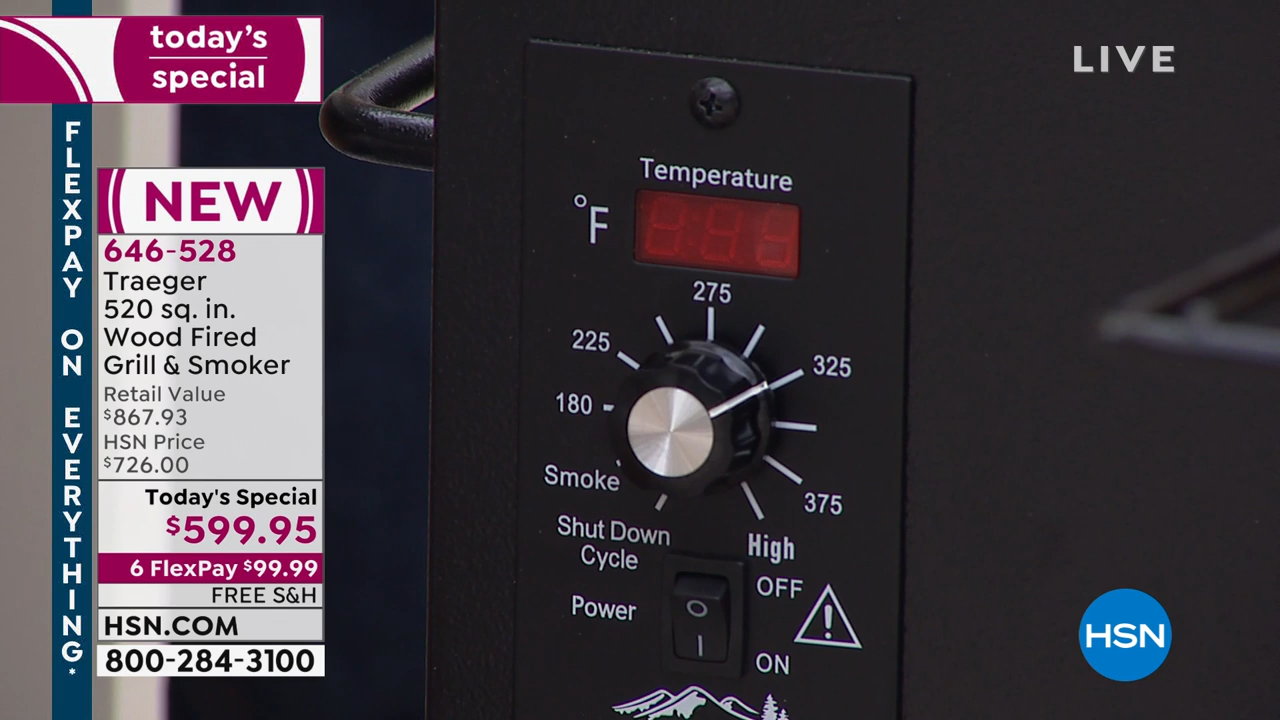 today's
special
LIVE
FLEXPAY ON EVERYTHING*
NEW
646-528
Traeger
520 sq. in.
Wood Fired
Grill & Smoker
Retail Value
$867.93
HSN Price
$726.00
Today's Special
$599.95
6 FlexPay $99.99
FREE S&H
HSN.COM
800-284-3100
Temperature
°F
275
225
325
180
Smoke
375
Shut Down
Cycle
High
OFF
Power
ON
HSN